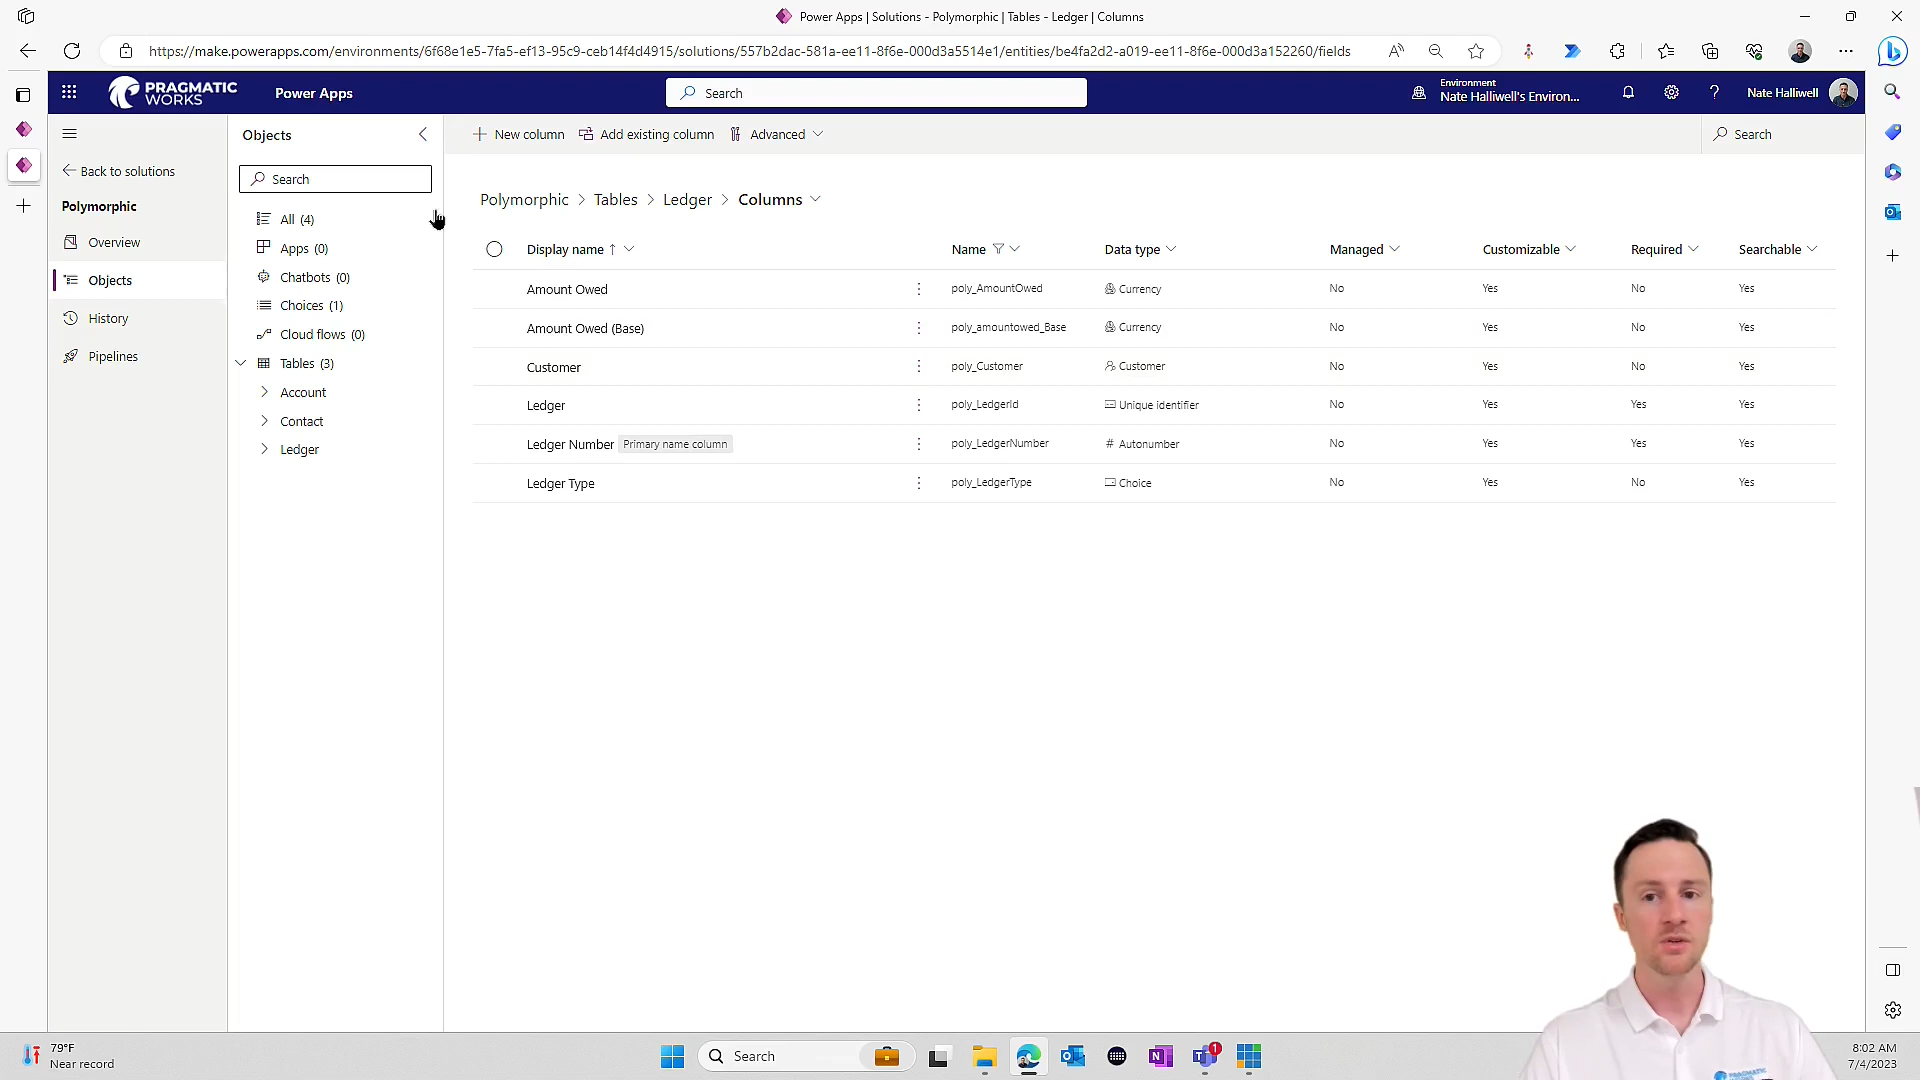 Power Apps | Solutions - Polymorphic | Tables - Ledger | Columns
https://make.powerapps.com/environments/6f68e1e5-7fa5-ef13-95c9-ceb14f4d4915/solutions/557b2dac-581a-ee11-8f6e-000d3a5514e1/entities/be4fa2d2-a019-ee11-8f6e-000d3a152260/fields
PRAGMATIC WORKS
Power Apps
Search
Environment
Nate Halliwell's Environ...
Nate Halliwell
Back to solutions
Polymorphic
Overview
Objects
History
Pipelines
Objects
Search
All (4)
Apps (0)
Chatbots (0)
Choices (1)
Cloud flows (0)
Tables (3)
Account
Contact
Ledger
New column Add existing column Advanced Search
Polymorphic > Tables > Ledger > Columns
Display name ↑ Name Data type Managed Customizable Required Searchable
Amount Owed poly_AmountOwed Currency No Yes No Yes
Amount Owed (Base) poly_amountowed_Base Currency No Yes No Yes
Customer poly_Customer Customer No Yes No Yes
Ledger poly_LedgerId Unique identifier No Yes Yes Yes
Ledger Number Primary name column poly_LedgerNumber # Autonumber No Yes Yes Yes
Ledger Type poly_LedgerType Choice No Yes No Yes
79°F
Near record
Search
1
8:02 AM
7/4/2023